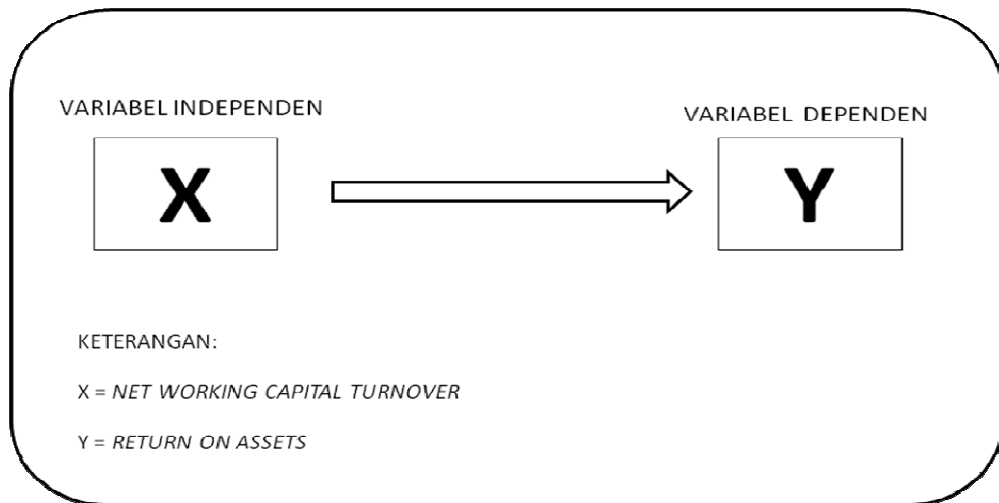 VARIABEL INDEPENDEN
VARIABEL DEPENDEN
X
Y
KETERANGAN:
X = NET WORKING CAPITAL TURNOVER
Y = RETURN ON ASSETS